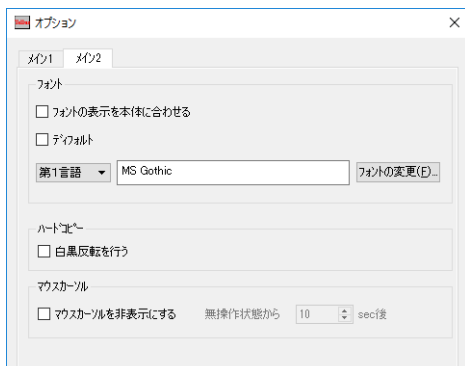 オプション
メイン1 メイン2
フォント
フォントの表示を本体に合わせる
ディフォルト
第1言語 MS Gothic フォントの変更(F)...
ハードコピー
白黒反転を行う
マウスカーソル
マウスカーソルを非表示にする 無操作状態から 10 sec後